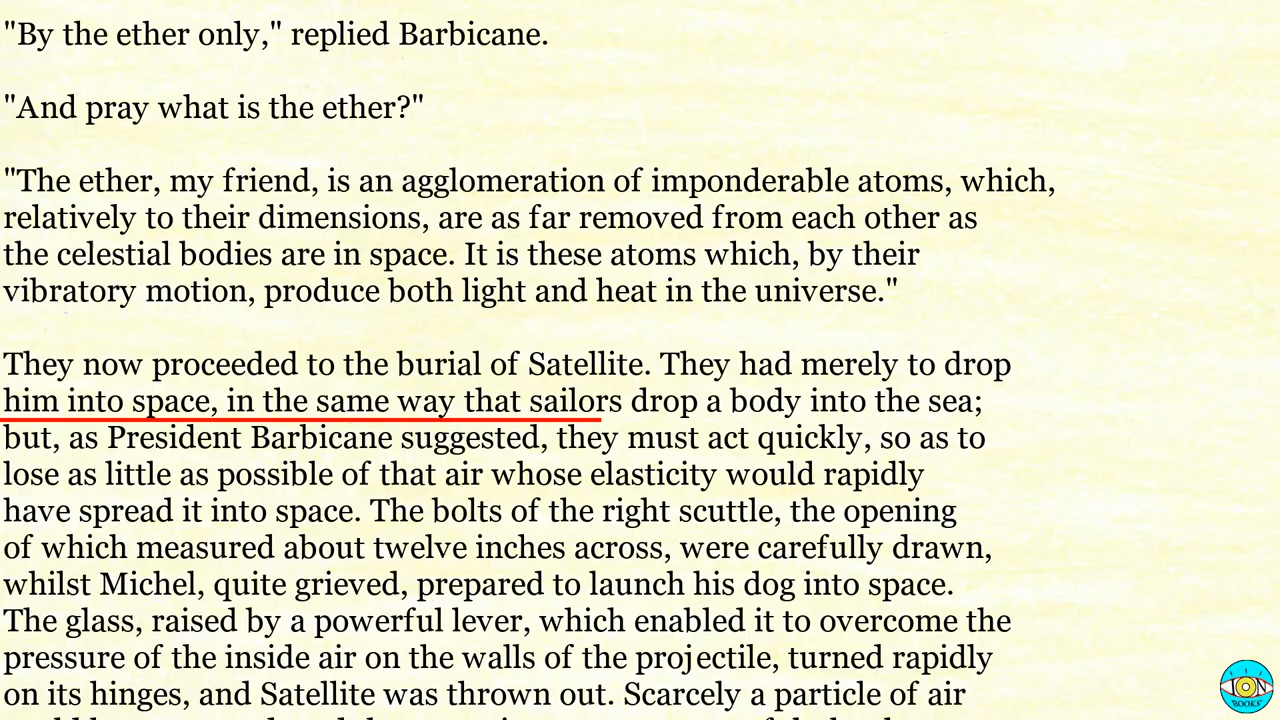 "By the ether only," replied Barbicane.
"And pray what is the ether?"
"The ether, my friend, is an agglomeration of imponderable atoms, which,
relatively to their dimensions, are as far removed from each other as
the celestial bodies are in space. It is these atoms which, by their
vibratory motion, produce both light and heat in the universe."
They now proceeded to the burial of Satellite. They had merely to drop
him into space, in the same way that sailors drop a body into the sea;
but, as President Barbicane suggested, they must act quickly, so as to
lose as little as possible of that air whose elasticity would rapidly
have spread it into space. The bolts of the right scuttle, the opening
of which measured about twelve inches across, were carefully drawn,
whilst Michel, quite grieved, prepared to launch his dog into space.
The glass, raised by a powerful lever, which enabled it to overcome the
pressure of the inside air on the walls of the projectile, turned rapidly
on its hinges, and Satellite was thrown out. Scarcely a particle of air
ION
BOOKS